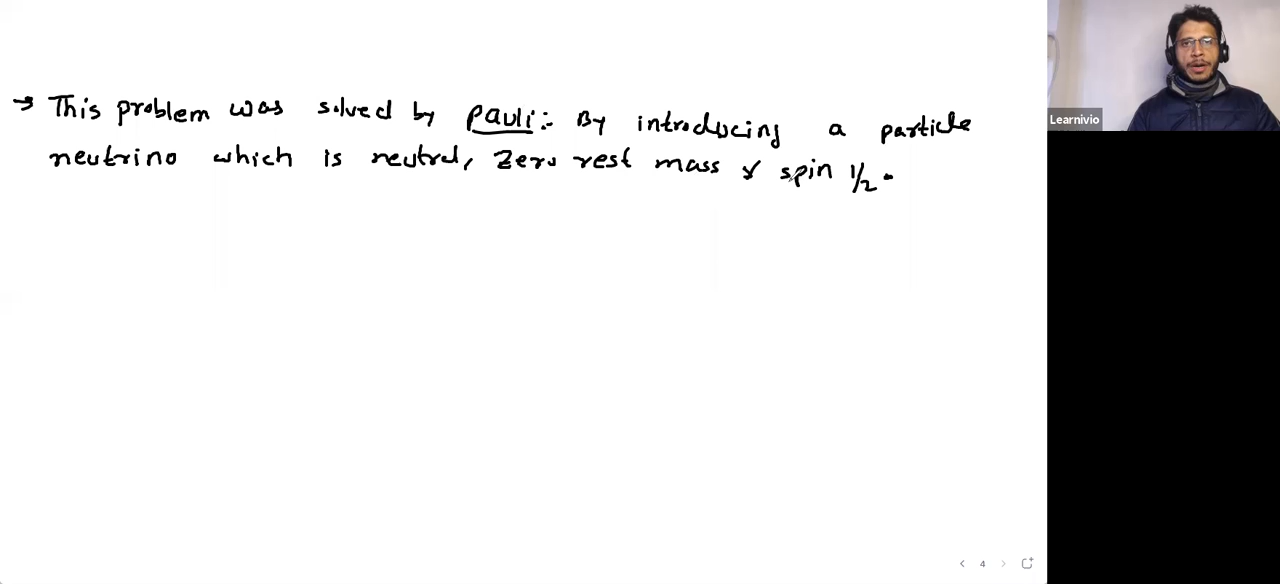 → This problem was solved by Pauli :- By introducing a particle
neutrino which is neutral, zero rest mass & spin 1/2.
Learnivio
< 4 >